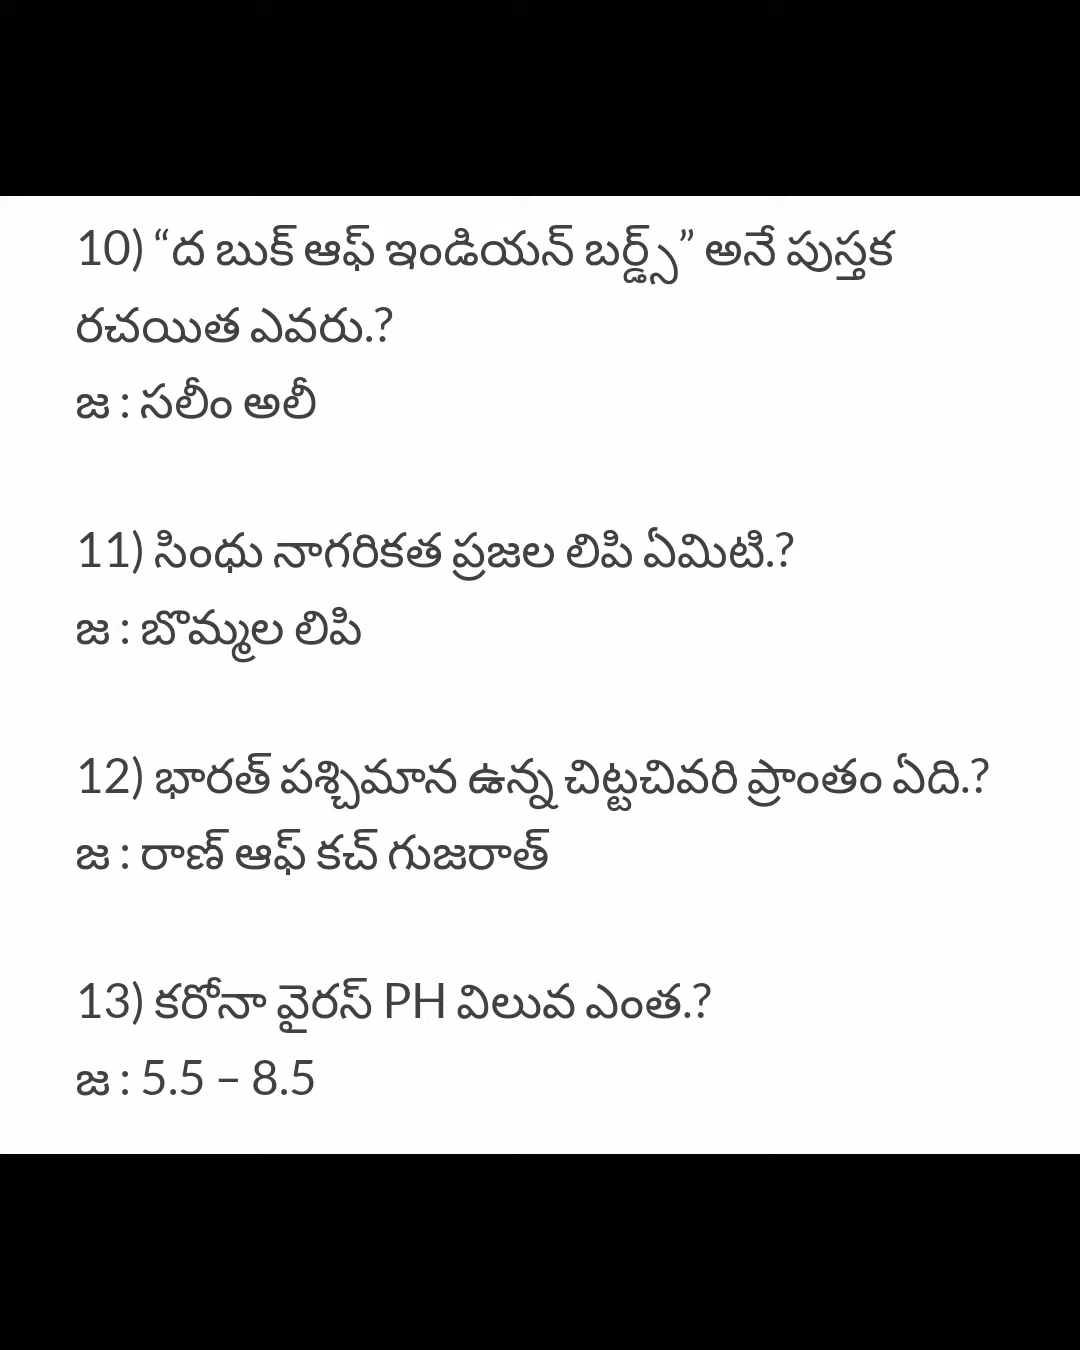 10) “ద బుక్ ఆఫ్ ఇండియన్ బర్డ్స్” అనే పుస్తక
రచయిత ఎవరు.?
జ : సలీం అలీ
11) సింధు నాగరికత ప్రజల లిపి ఏమిటి.?
జ : బొమ్మల లిపి
12) భారత్ పశ్చిమాన ఉన్న చిట్టచివరి ప్రాంతం ఏది.?
జ : రాణ్ ఆఫ్ కచ్ గుజరాత్
13) కరోనా వైరస్ PH విలువ ఎంత.?
జ : 5.5 – 8.5